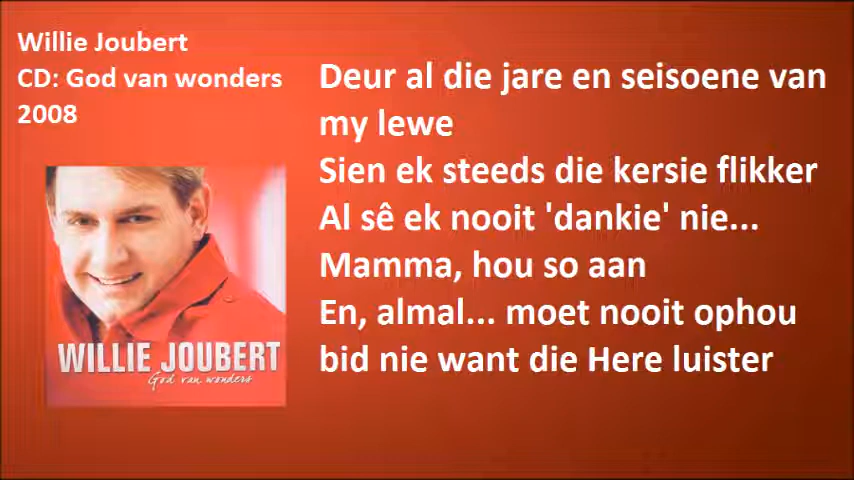 Willie Joubert
CD: God van wonders
2008
Deur al die jare en seisoene van
my lewe
Sien ek steeds die kersie flikker
Al sê ek nooit 'dankie' nie...
Mamma, hou so aan
En, almal... moet nooit ophou
bid nie want die Here luister
WILLIE JOUBERT
God van wonders